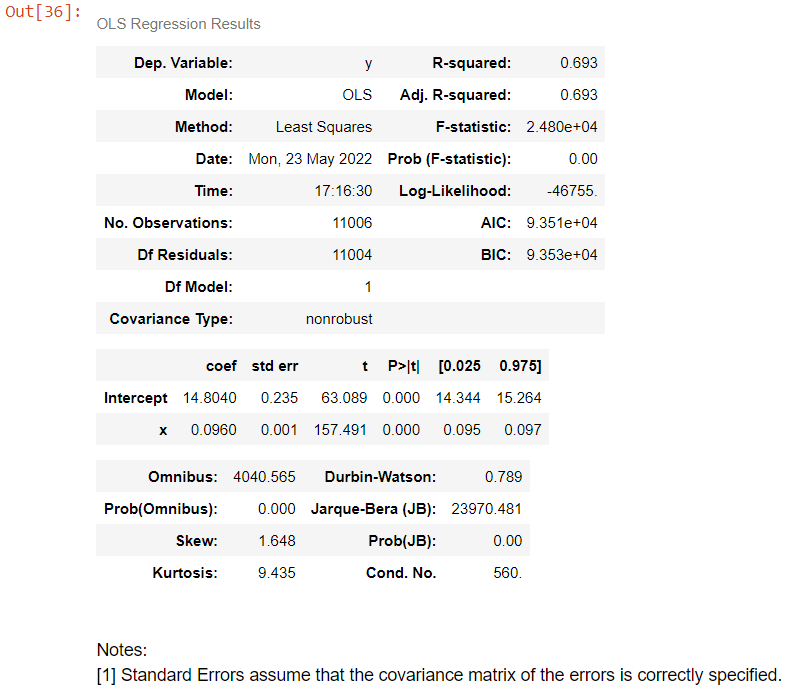 Out[36]:
OLS Regression Results
Dep. Variable: y R-squared: 0.693
Model: OLS Adj. R-squared: 0.693
Method: Least Squares F-statistic: 2.480e+04
Date: Mon, 23 May 2022 Prob (F-statistic): 0.00
Time: 17:16:30 Log-Likelihood: -46755.
No. Observations: 11006 AIC: 9.351e+04
Df Residuals: 11004 BIC: 9.353e+04
Df Model: 1
Covariance Type: nonrobust
coef std err t P>|t| [0.025 0.975]
Intercept 14.8040 0.235 63.089 0.000 14.344 15.264
x 0.0960 0.001 157.491 0.000 0.095 0.097
Omnibus: 4040.565 Durbin-Watson: 0.789
Prob(Omnibus): 0.000 Jarque-Bera (JB): 23970.481
Skew: 1.648 Prob(JB): 0.00
Kurtosis: 9.435 Cond. No. 560.
Notes:
[1] Standard Errors assume that the covariance matrix of the errors is correctly specified.